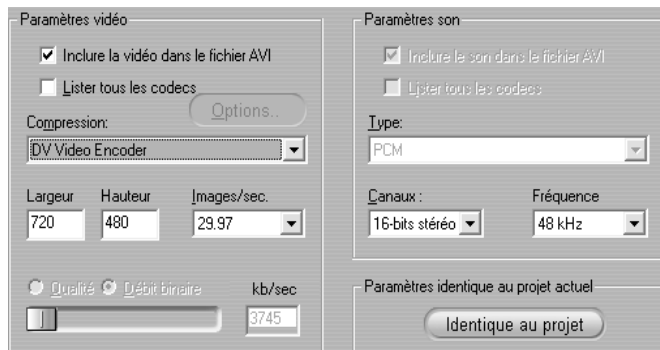 Paramètres vidéo
Inclure la vidéo dans le fichier AVI
Lister tous les codecs
Options..
Compression:
DV Video Encoder
Largeur Hauteur Images/sec.
720 480 29.97
Qualité Débit binaire kb/sec
3745
Paramètres son
Inclure le son dans le fichier AVI
Lister tous les codecs
Type:
PCM
Canaux : Fréquence
16-bits stéréo 48 kHz
Paramètres identique au projet actuel
Identique au projet